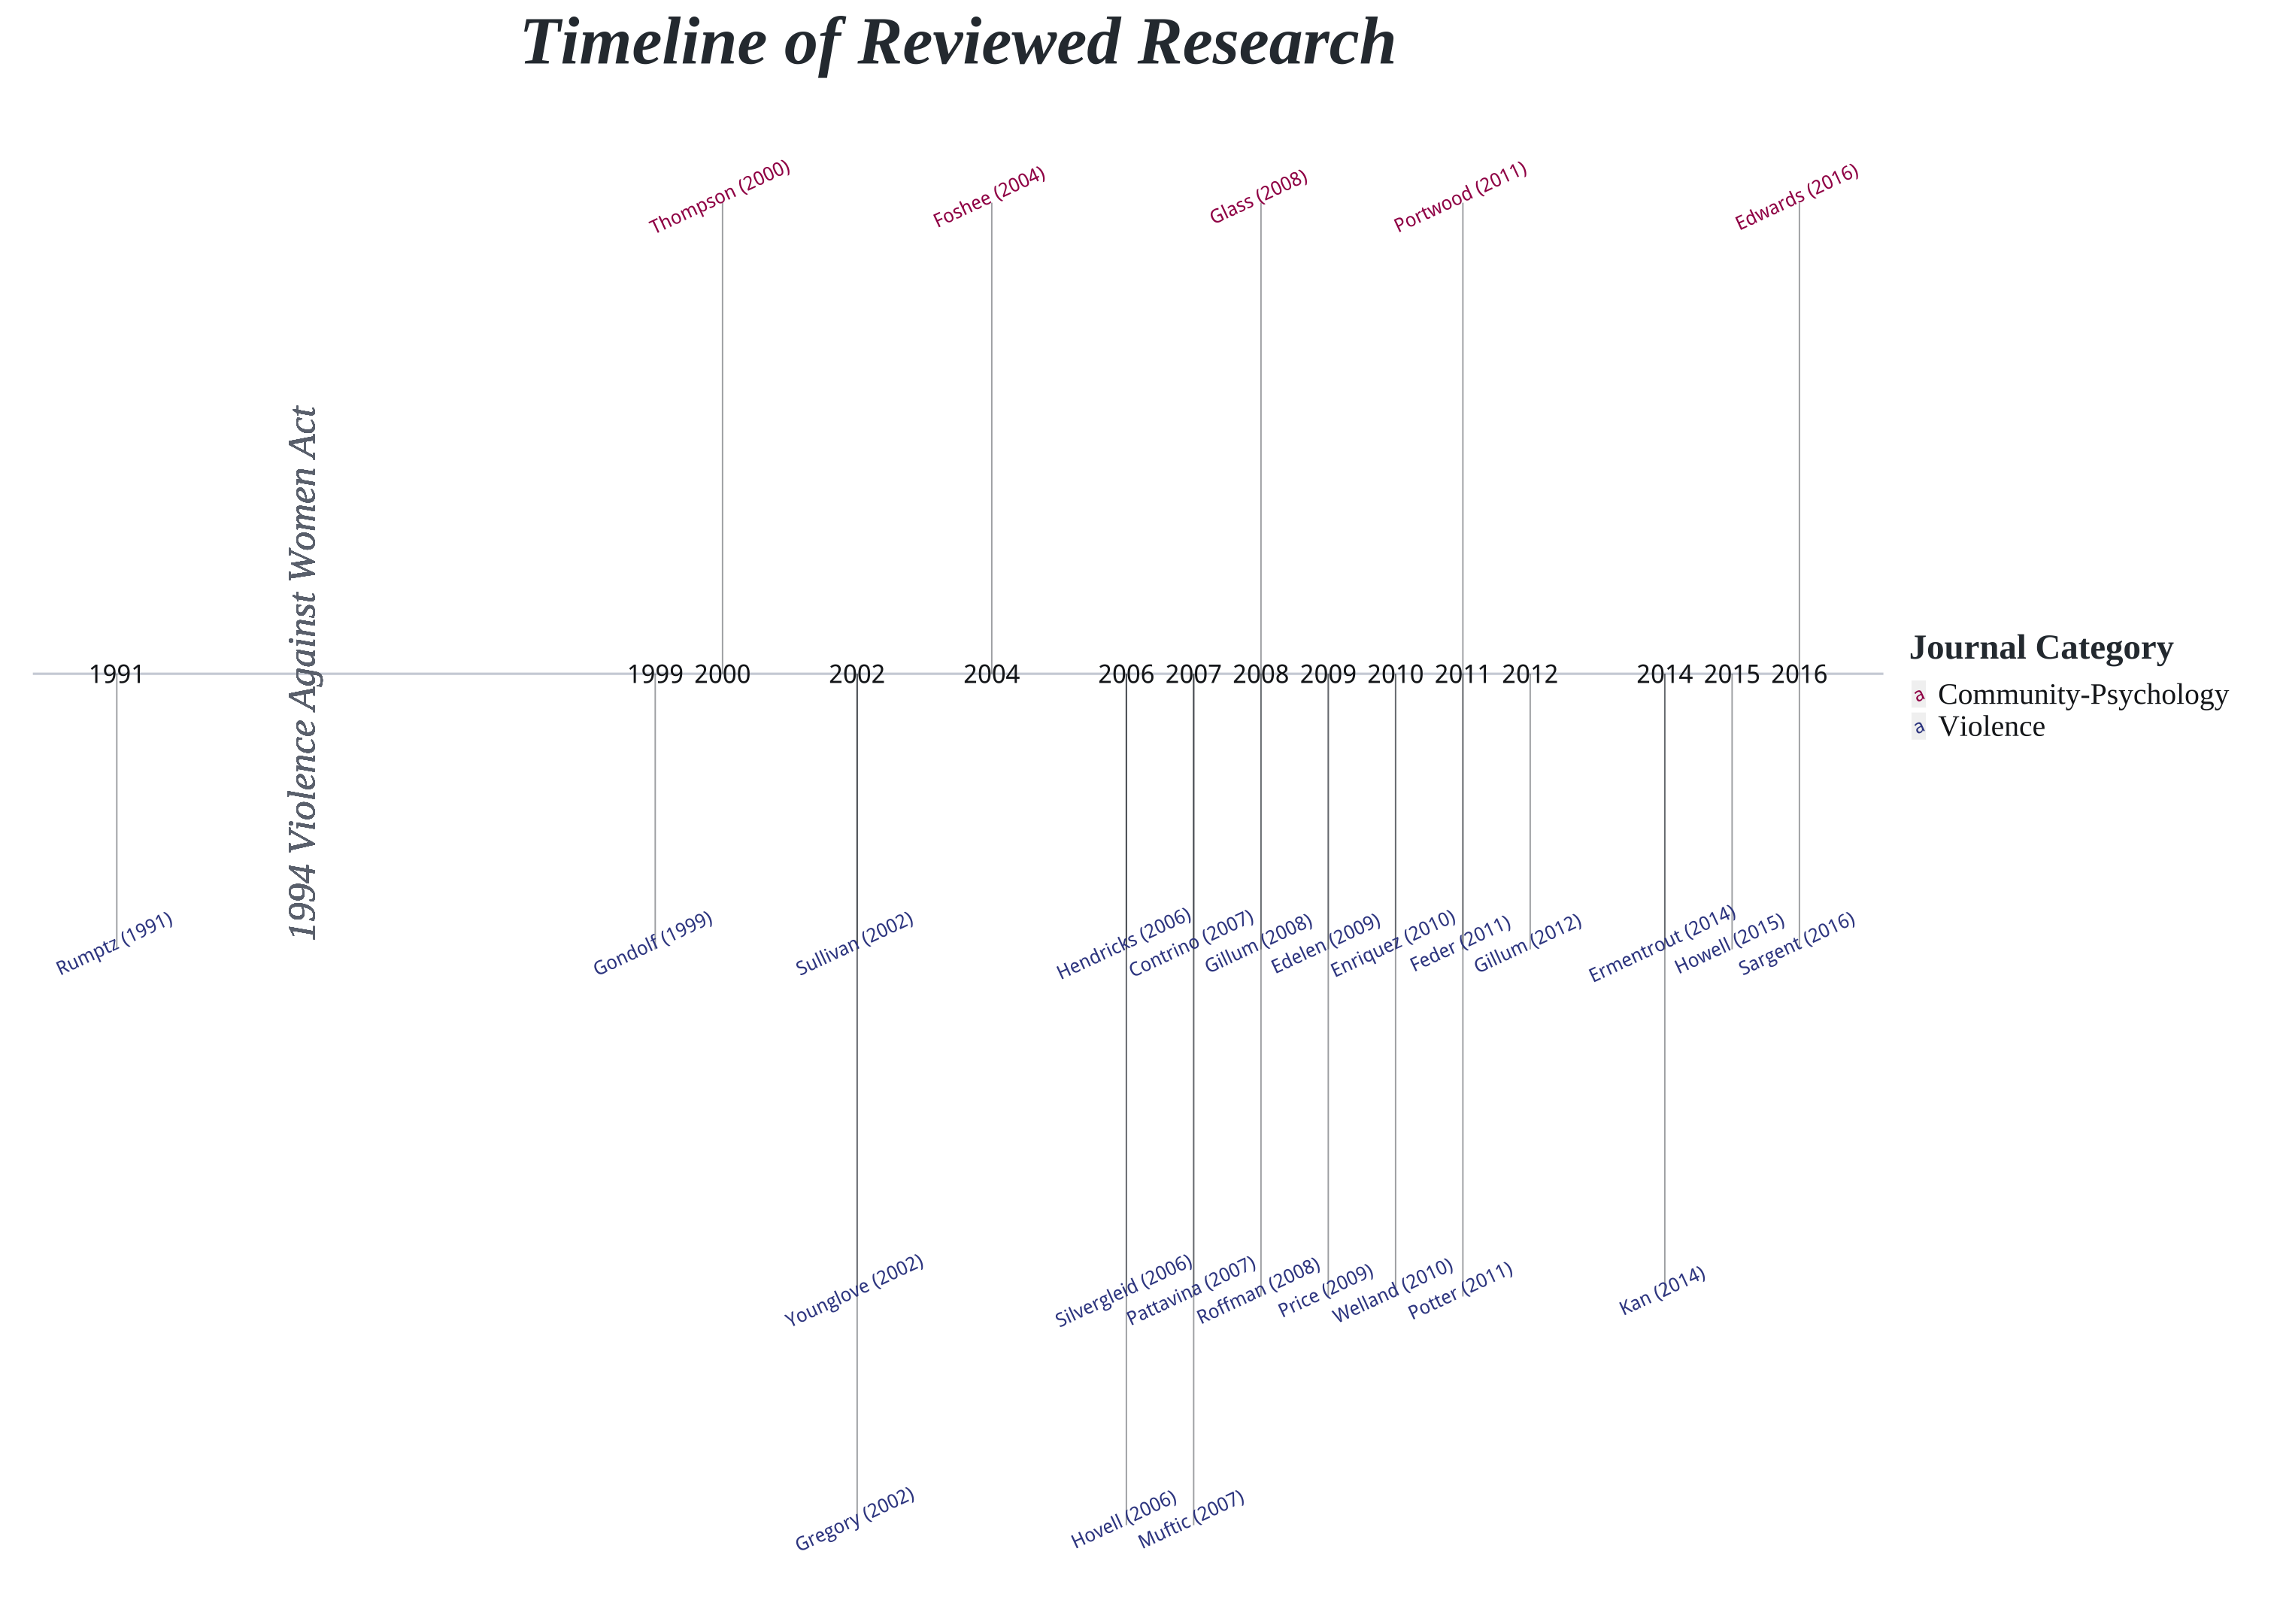 Timeline of Reviewed Research
Thompson (2000)
Foshee (2004)
Glass (2008)
Portwood (2011)
Edwards (2016)
1994 Violence Against Women Act
1991
1999
2000
2002
2004
2006
2007
2008
2009
2010
2011
2012
2014
2015
2016
Journal Category
a Community-Psychology
a Violence
Rumptz (1991)
Gondolf (1999)
Sullivan (2002)
Hendricks (2006)
Contrino (2007)
Gillum (2008)
Edelen (2009)
Enriquez (2010)
Feder (2011)
Gillum (2012)
Ermentrout (2014)
Howell (2015)
Sargent (2016)
Younglove (2002)
Silvergleid (2006)
Pattavina (2007)
Roffman (2008)
Price (2009)
Welland (2010)
Potter (2011)
Kan (2014)
Gregory (2002)
Hovell (2006)
Muftic (2007)